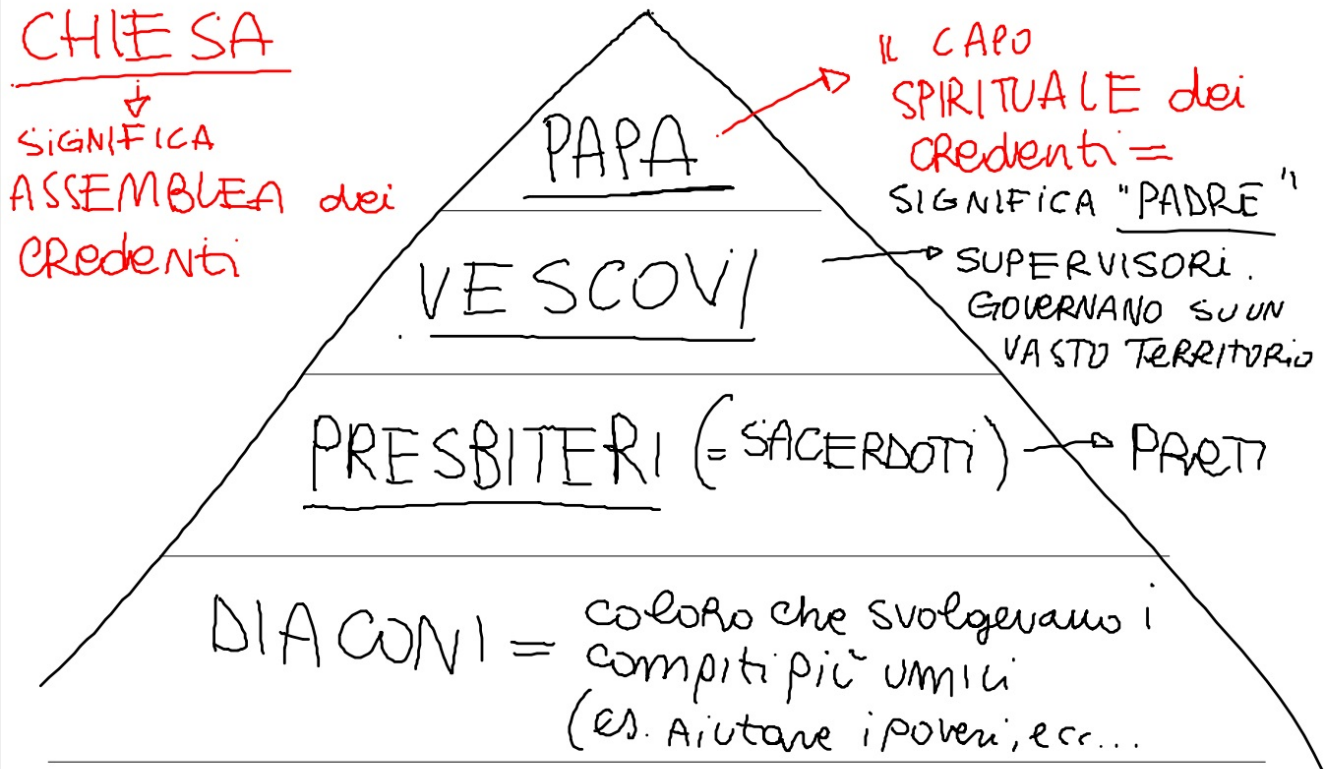 CHIESA
SIGNIFICA
ASSEMBLEA dei
CRedeNti
PAPA
IL CAPO
SPIRITUALE dei
CRedenti =
SIGNIFICA "PADRE"
VESCOVI
SUPERVISORI.
GOVERNANO SU UN
VASTO TERRITORIO
PRESBITERI (= SACERDOTI)
PRETI
DIACONI =
coloro che svolgevano i
compiti più umili
(es. Aiutare i poveri, ecc...